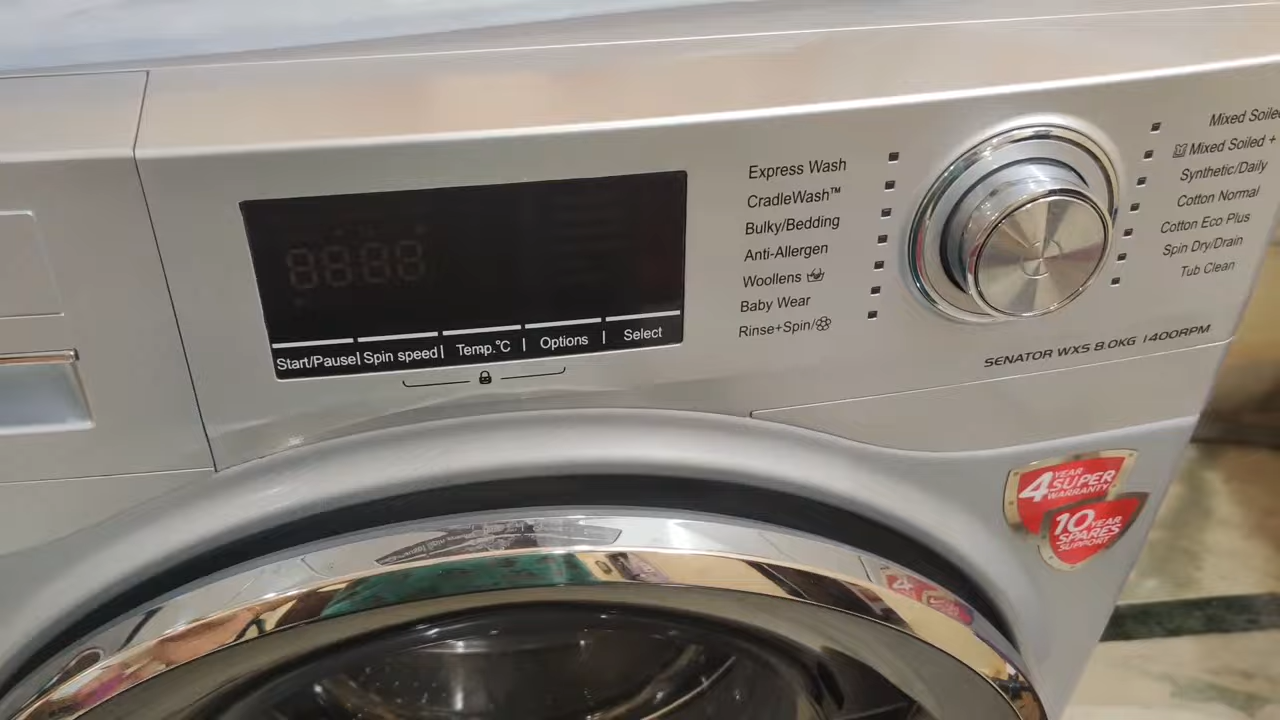 Express Wash
CradleWash™
Bulky/Bedding
Anti-Allergen
Woollens
Baby Wear
Rinse+Spin/
Mixed Soiled
Mixed Soiled +
Synthetic/Daily
Cotton Normal
Cotton Eco Plus
Spin Dry/Drain
Tub Clean
88:88
Start/Pause| Spin speed| Temp.°C | Options | Select
SENATOR WXS 8.0KG 1400RPM
4 YEAR
SUPER
WARRANTY
10 YEAR
SPARES
SUPPORT